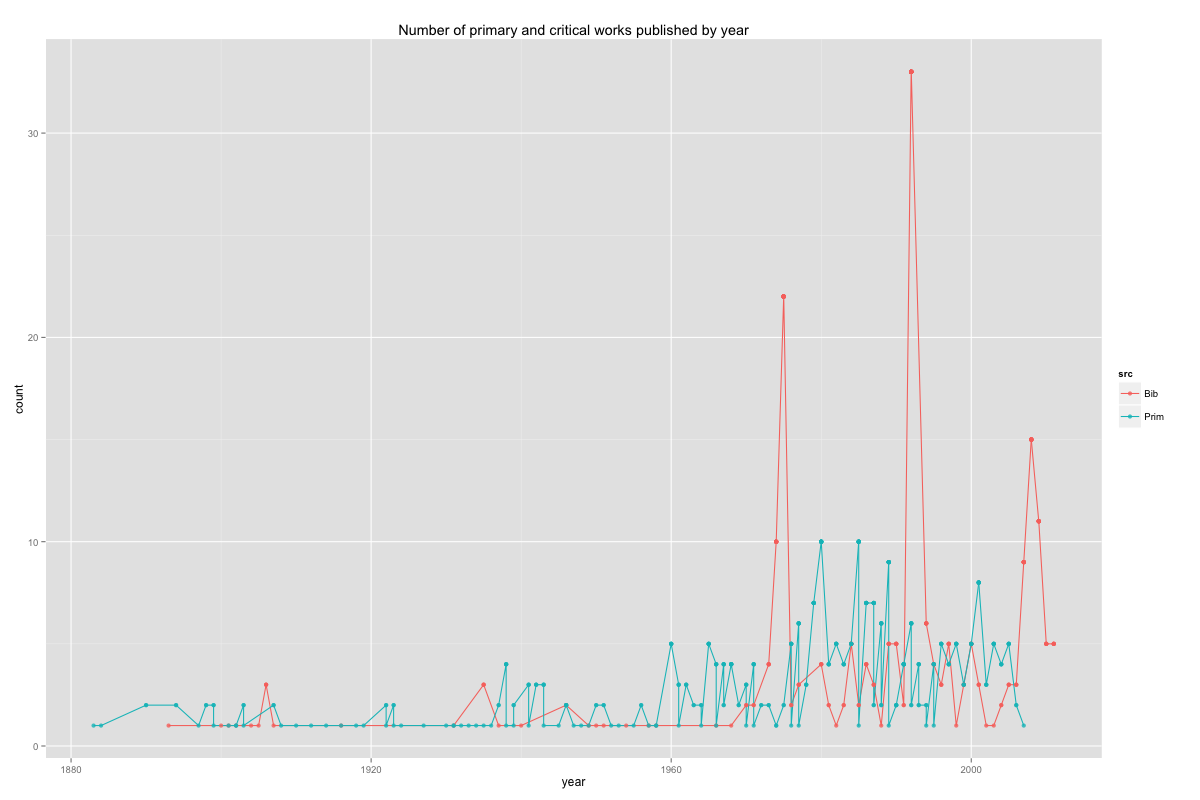 Number of primary and critical works published by year
30
20
10
0
count
1880
1920
1960
2000
year
src
Bib
Prim